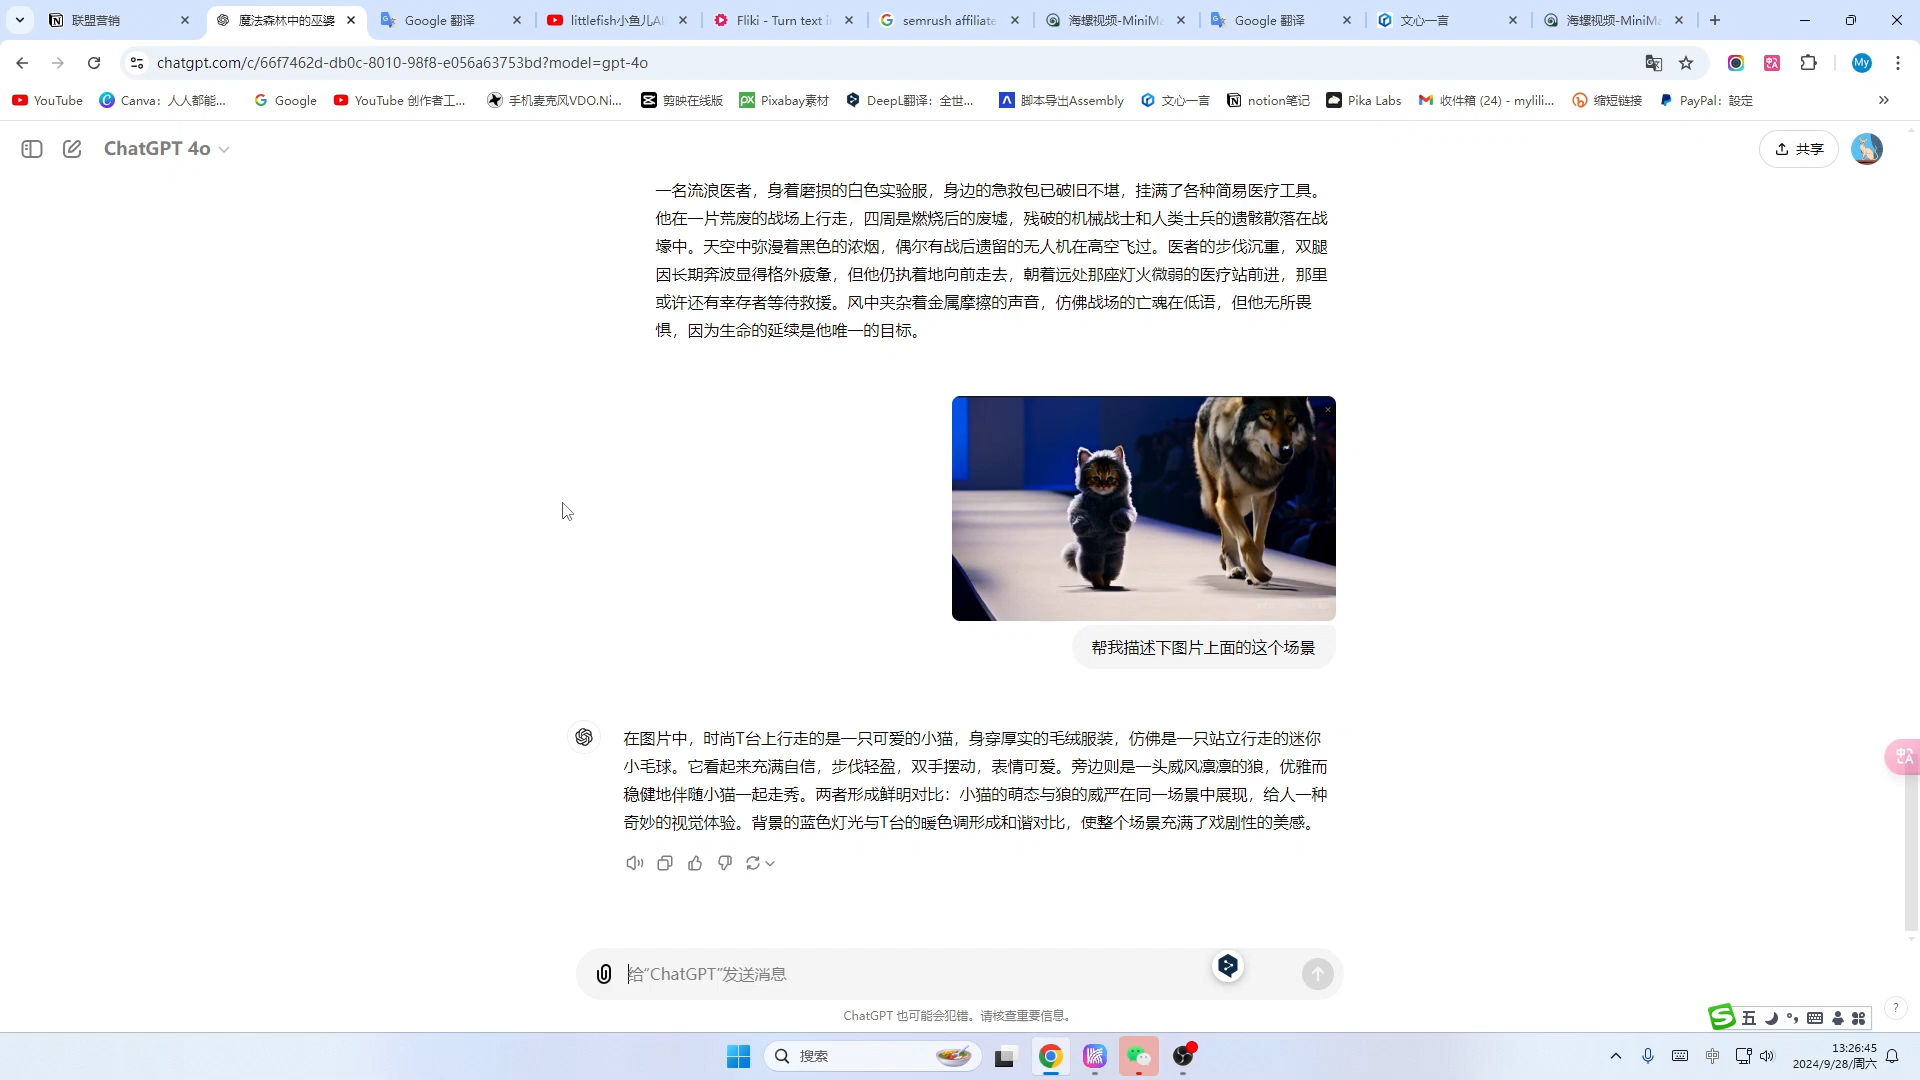 联盟营销
魔法森林中的巫婆
Google 翻译
littlefish小鱼儿AI
Fliki - Turn text i
semrush affiliate
海螺视频-MiniMa
Google 翻译
文心一言
海螺视频-MiniMa
chatgpt.com/c/66f7462d-db0c-8010-98f8-e056a63753bd?model=gpt-4o
My
YouTube
Canva：人人都能...
Google
YouTube 创作者工...
手机麦克风VDO.Ni...
剪映在线版
Pixabay素材
DeepL翻译：全世...
脚本导出Assembly
文心一言
notion笔记
Pika Labs
收件箱 (24) - mylili...
缩短链接
PayPal：設定
ChatGPT 4o
共享
一名流浪医者，身着磨损的白色实验服，身边的急救包已破旧不堪，挂满了各种简易医疗工具。
他在一片荒废的战场上行走，四周是燃烧后的废墟，残破的机械战士和人类士兵的遗骸散落在战
壕中。天空中弥漫着黑色的浓烟，偶尔有战后遗留的无人机在高空飞过。医者的步伐沉重，双腿
因长期奔波显得格外疲惫，但他仍执着地向前走去，朝着远处那座灯火微弱的医疗站前进，那里
或许还有幸存者等待救援。风中夹杂着金属摩擦的声音，仿佛战场的亡魂在低语，但他无所畏
惧，因为生命的延续是他唯一的目标。
帮我描述下图片上面的这个场景
在图片中，时尚T台上行走的是一只可爱的小猫，身穿厚实的毛绒服装，仿佛是一只站立行走的迷你
小毛球。它看起来充满自信，步伐轻盈，双手摆动，表情可爱。旁边则是一头威风凛凛的狼，优雅而
稳健地伴随小猫一起走秀。两者形成鲜明对比：小猫的萌态与狼的威严在同一场景中展现，给人一种
奇妙的视觉体验。背景的蓝色灯光与T台的暖色调形成和谐对比，使整个场景充满了戏剧性的美感。
给“ChatGPT”发送消息
ChatGPT 也可能会犯错。请核查重要信息。
?
五
搜索
中
13:26:45
2024/9/28/周六